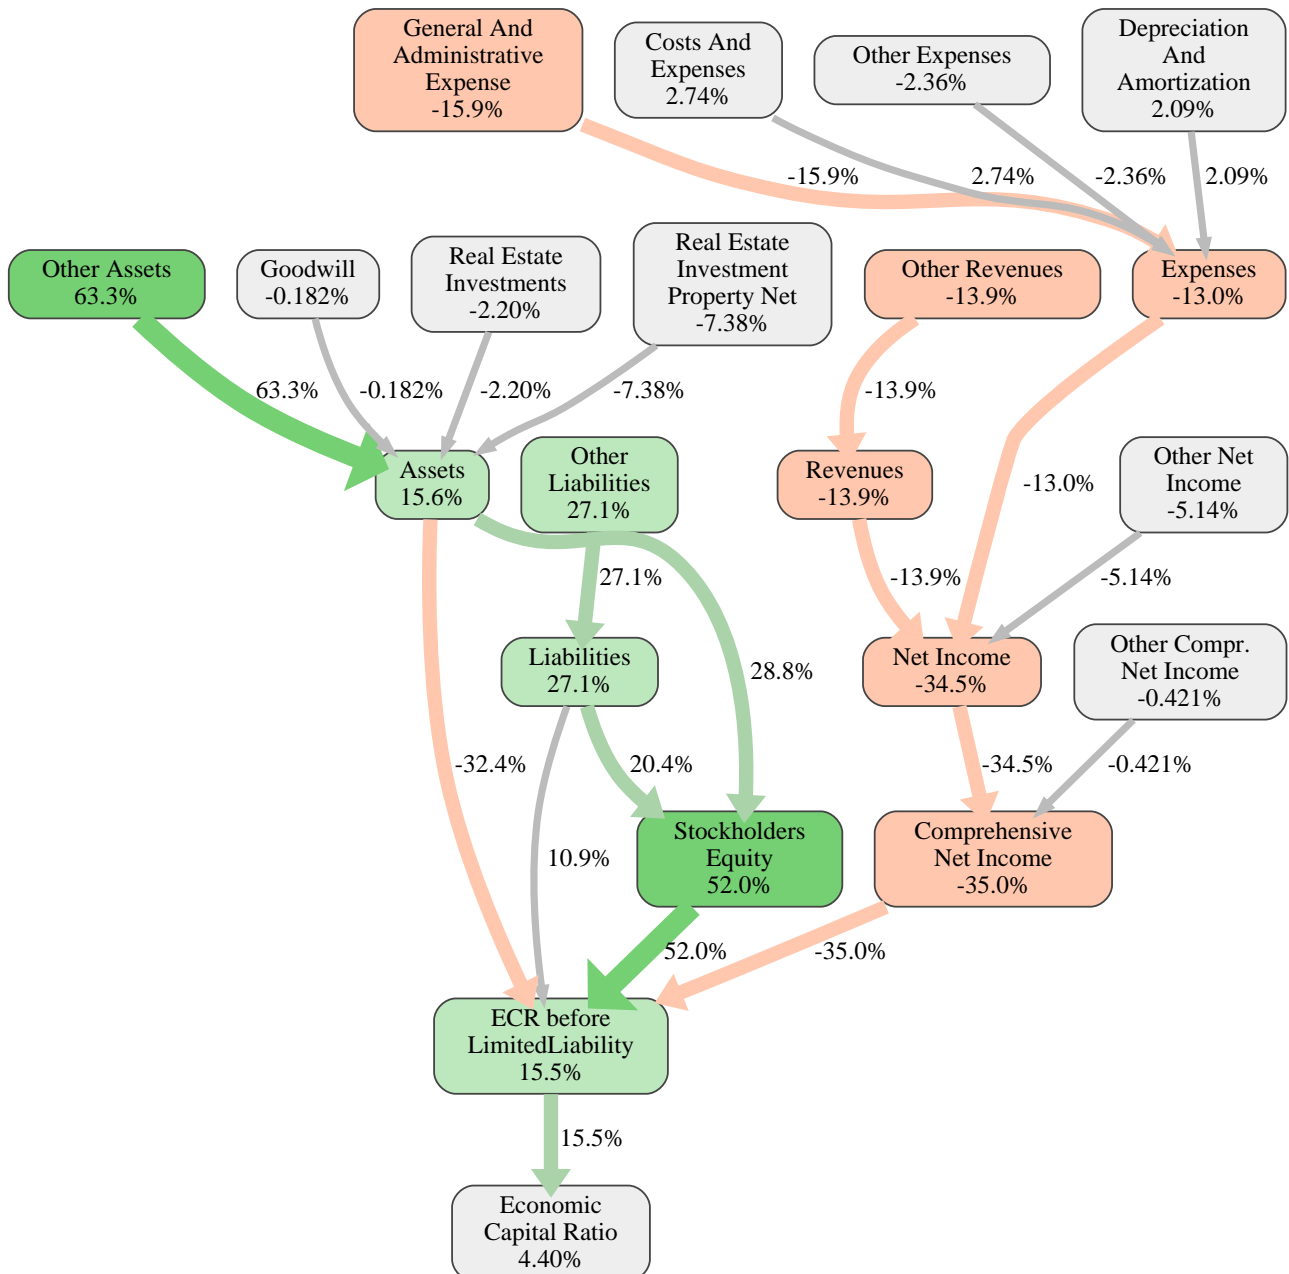 General And
Administrative
Expense
-15.9%
Costs And
Expenses
2.74%
Other Expenses
-2.36%
Depreciation
And
Amortization
2.09%
-15.9%
2.74%
-2.36%
2.09%
Other Assets
63.3%
Goodwill
-0.182%
Real Estate
Investments
-2.20%
Real Estate
Investment
Property Net
-7.38%
Other Revenues
-13.9%
Expenses
-13.0%
63.3%
-0.182%
-2.20%
-7.38%
-13.9%
Assets
15.6%
Other
Liabilities
27.1%
Revenues
-13.9%
-13.0%
Other Net
Income
-5.14%
27.1%
-13.9%
-5.14%
Liabilities
27.1%
28.8%
Net Income
-34.5%
Other Compr.
Net Income
-0.421%
-32.4%
20.4%
-34.5%
-0.421%
10.9%
Stockholders
Equity
52.0%
Comprehensive
Net Income
-35.0%
52.0%
-35.0%
ECR before
LimitedLiability
15.5%
15.5%
Economic
Capital Ratio
4.40%